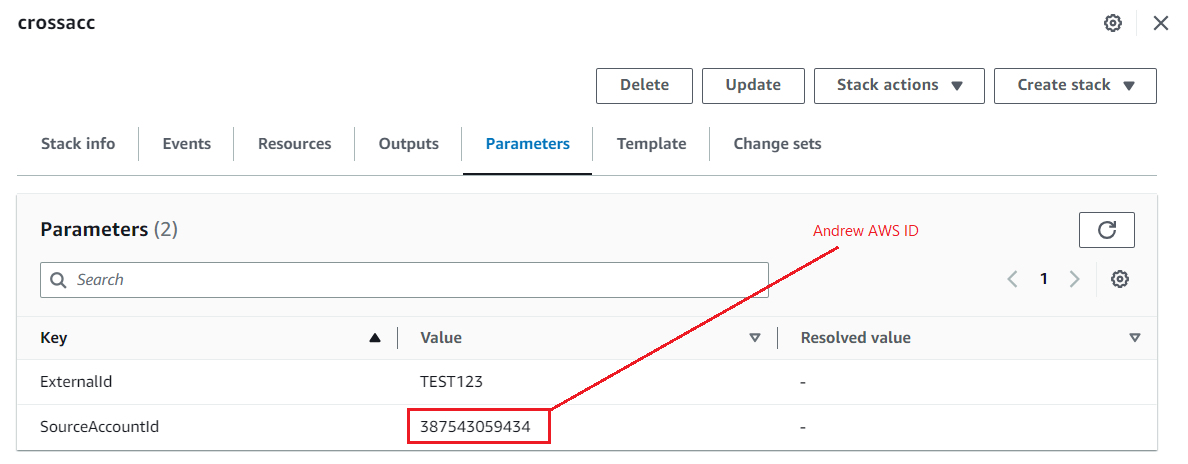 crossacc
Delete Update Stack actions Create stack
Stack info Events Resources Outputs Parameters Template Change sets
Parameters (2)
Andrew AWS ID
Search
1
Key Value Resolved value
ExternalId TEST123 -
SourceAccountId 387543059434 -